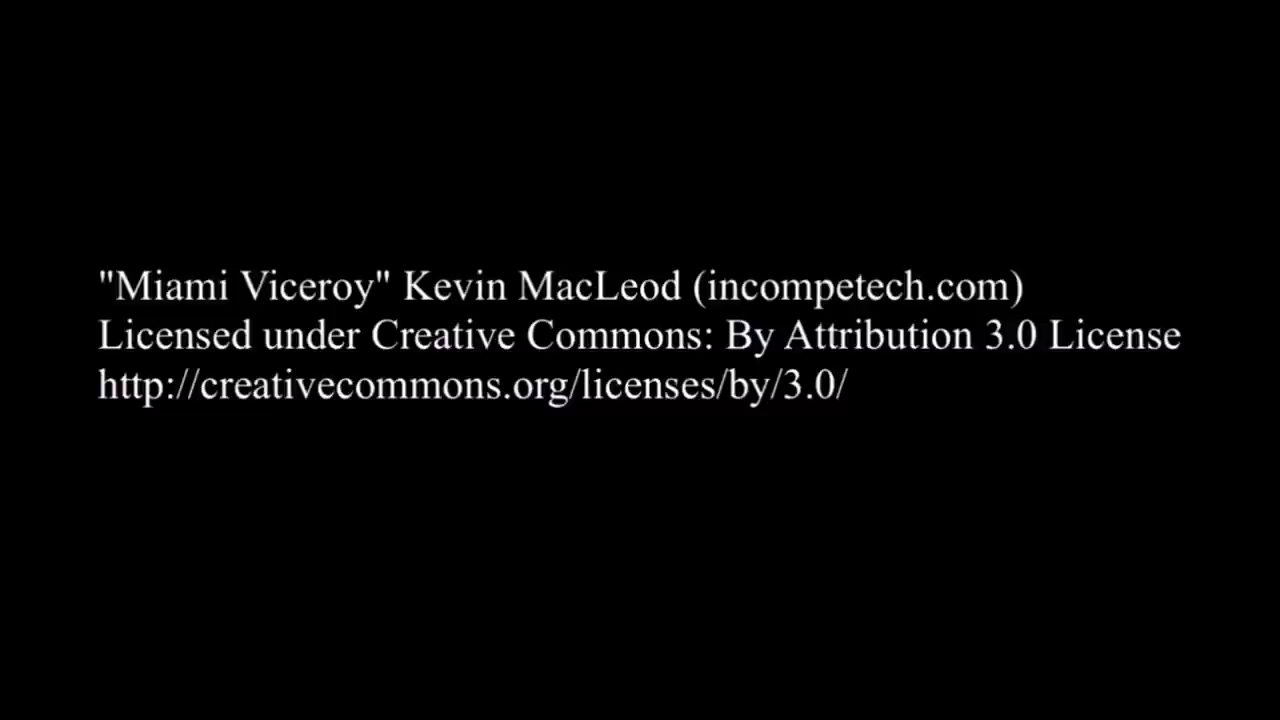 "Miami Viceroy" Kevin MacLeod (incompetech.com)
Licensed under Creative Commons: By Attribution 3.0 License
http://creativecommons.org/licenses/by/3.0/